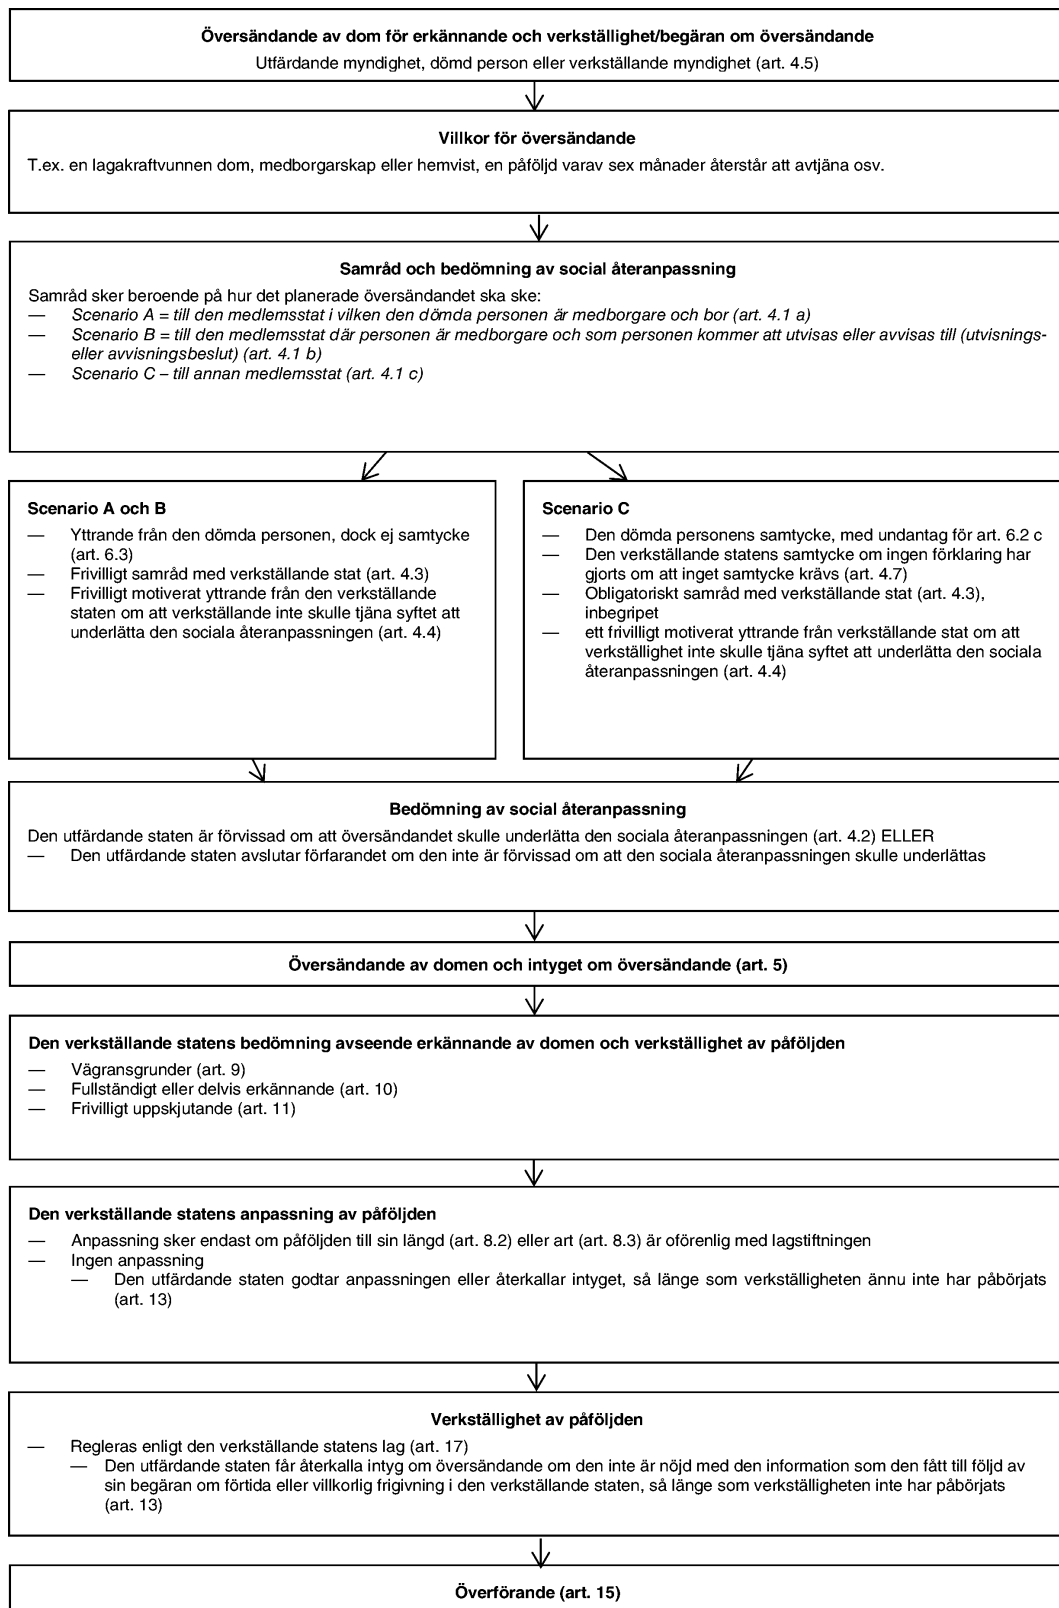 Översändande av dom för erkännande och verkställighet/begäran om översändande
Utfärdande myndighet, dömd person eller verkställande myndighet (art. 4.5)
Villkor för översändande
T.ex. en lagakraftvunnen dom, medborgarskap eller hemvist, en påföljd varav sex månader återstår att avtjäna osv.
Samråd och bedömning av social återanpassning
Samråd sker beroende på hur det planerade översändandet ska ske:
— Scenario A = till den medlemsstat i vilken den dömda personen är medborgare och bor (art. 4.1 a)
— Scenario B = till den medlemsstat där personen är medborgare och som personen kommer att utvisas eller avvisas till (utvisnings-
eller avvisningsbeslut) (art. 4.1 b)
— Scenario C – till annan medlemsstat (art. 4.1 c)
Scenario A och B
— Yttrande från den dömda personen, dock ej samtycke
(art. 6.3)
— Frivilligt samråd med verkställande stat (art. 4.3)
— Frivilligt motiverat yttrande från den verkställande
staten om att verkställande inte skulle tjäna syftet att
underlätta den sociala återanpassningen (art. 4.4)
Scenario C
— Den dömda personens samtycke, med undantag för art. 6.2 c
— Den verkställande statens samtycke om ingen förklaring har
gjorts om att inget samtycke krävs (art. 4.7)
— Obligatoriskt samråd med verkställande stat (art. 4.3),
inbegripet
— ett frivilligt motiverat yttrande från verkställande stat om att
verkställighet inte skulle tjäna syftet att underlätta den sociala
återanpassningen (art. 4.4)
Bedömning av social återanpassning
Den utfärdande staten är förvissad om att översändandet skulle underlätta den sociala återanpassningen (art. 4.2) ELLER
— Den utfärdande staten avslutar förfarandet om den inte är förvissad om att den sociala återanpassningen skulle underlättas
Översändande av domen och intyget om översändande (art. 5)
Den verkställande statens bedömning avseende erkännande av domen och verkställighet av påföljden
— Vägransgrunder (art. 9)
— Fullständigt eller delvis erkännande (art. 10)
— Frivilligt uppskjutande (art. 11)
Den verkställande statens anpassning av påföljden
— Anpassning sker endast om påföljden till sin längd (art. 8.2) eller art (art. 8.3) är oförenlig med lagstiftningen
— Ingen anpassning
— Den utfärdande staten godtar anpassningen eller återkallar intyget, så länge som verkställigheten ännu inte har påbörjats
(art. 13)
Verkställighet av påföljden
— Regleras enligt den verkställande statens lag (art. 17)
— Den utfärdande staten får återkalla intyg om översändande om den inte är nöjd med den information som den fått till följd av
sin begäran om förtida eller villkorlig frigivning i den verkställande staten, så länge som verkställigheten inte har påbörjats
(art. 13)
Överförande (art. 15)